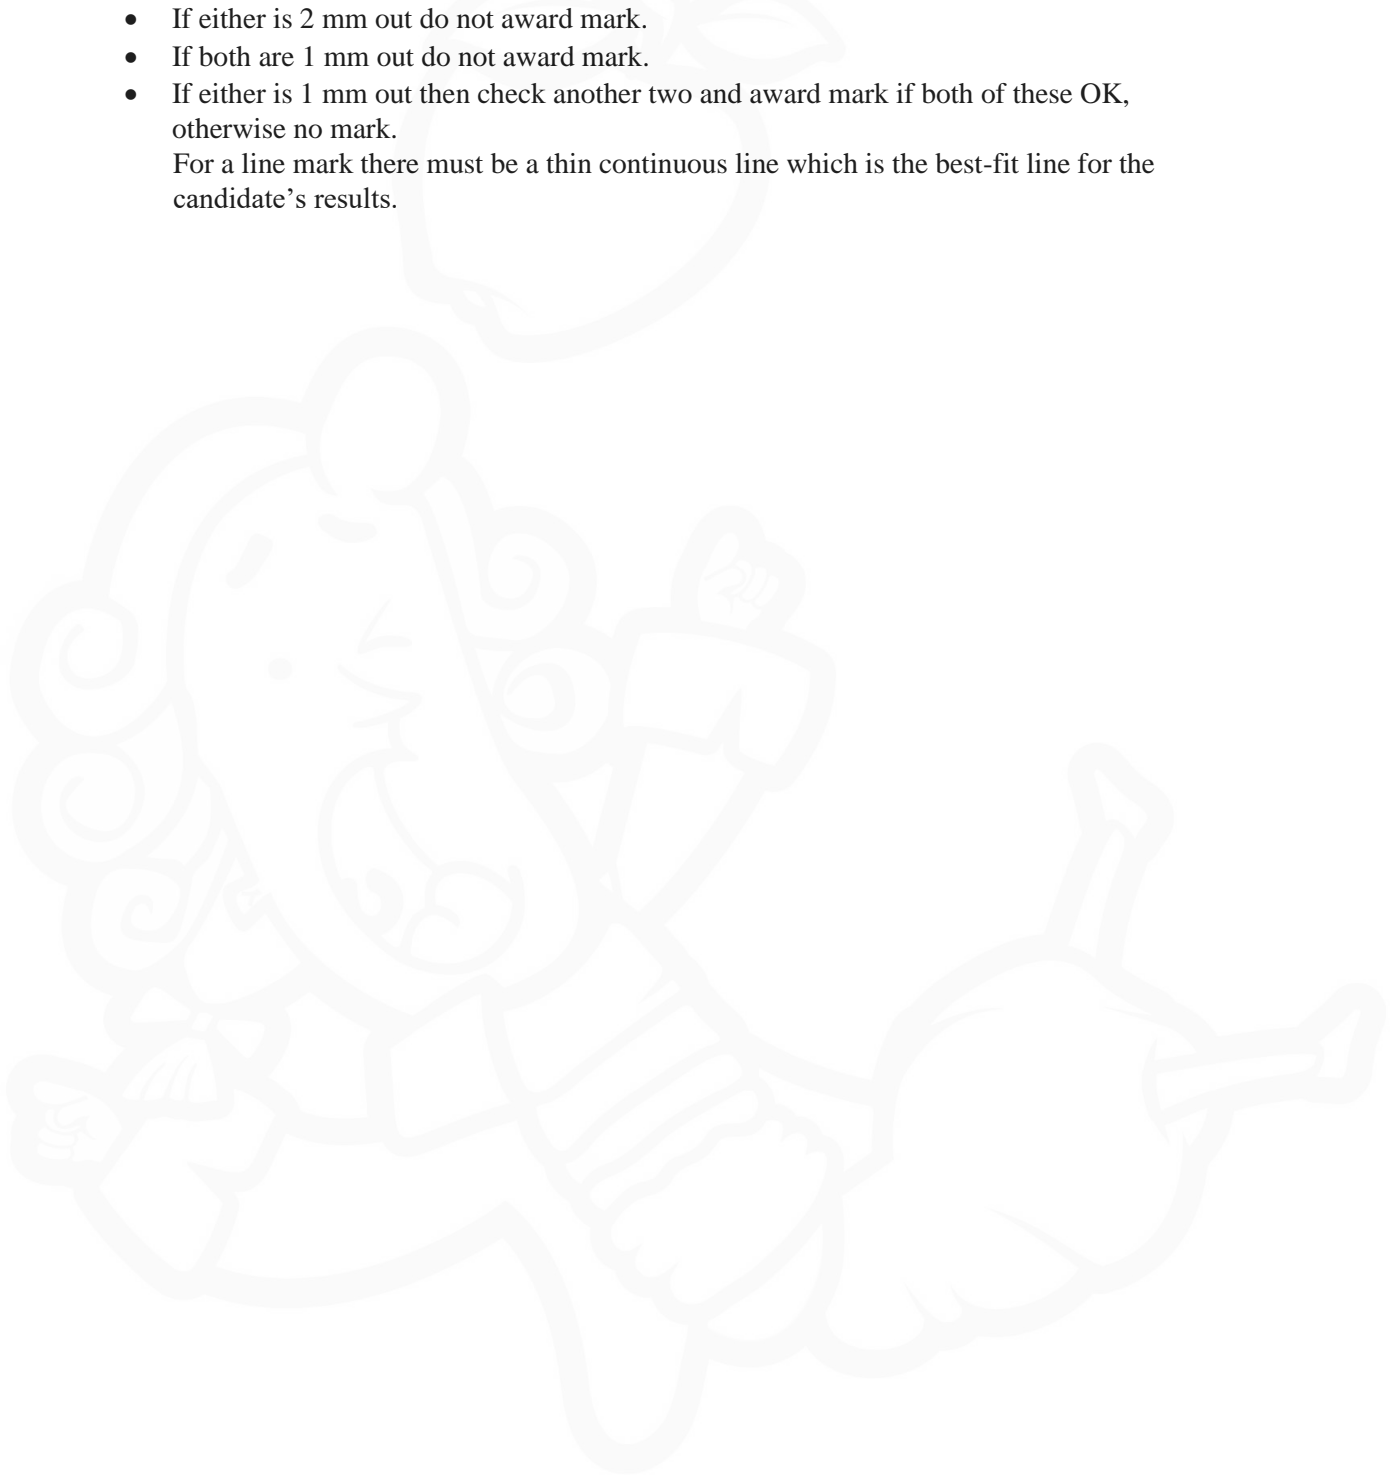 • If either is 2 mm out do not award mark.
• If both are 1 mm out do not award mark.
• If either is 1 mm out then check another two and award mark if both of these OK,
otherwise no mark.
For a line mark there must be a thin continuous line which is the best-fit line for the
candidate’s results.